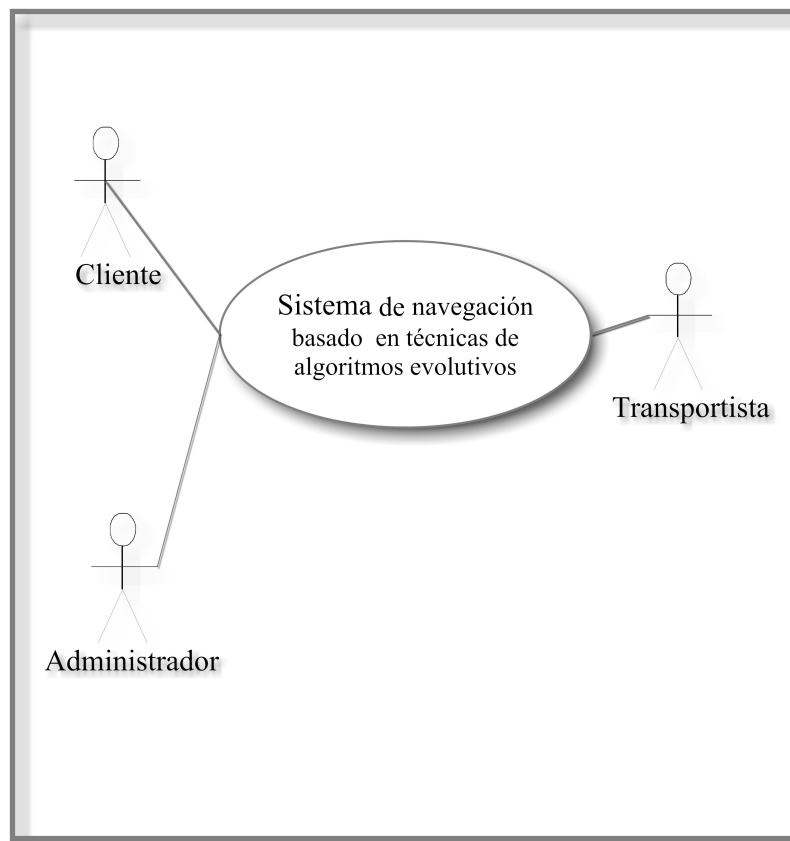 Cliente
Sistema de navegación
basado en técnicas de
algoritmos evolutivos
Transportista
Administrador